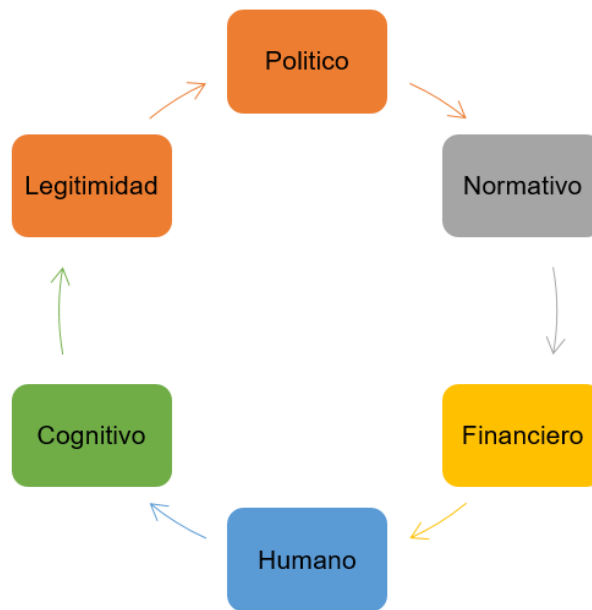 Politico
Normativo
Financiero
Humano
Cognitivo
Legitimidad